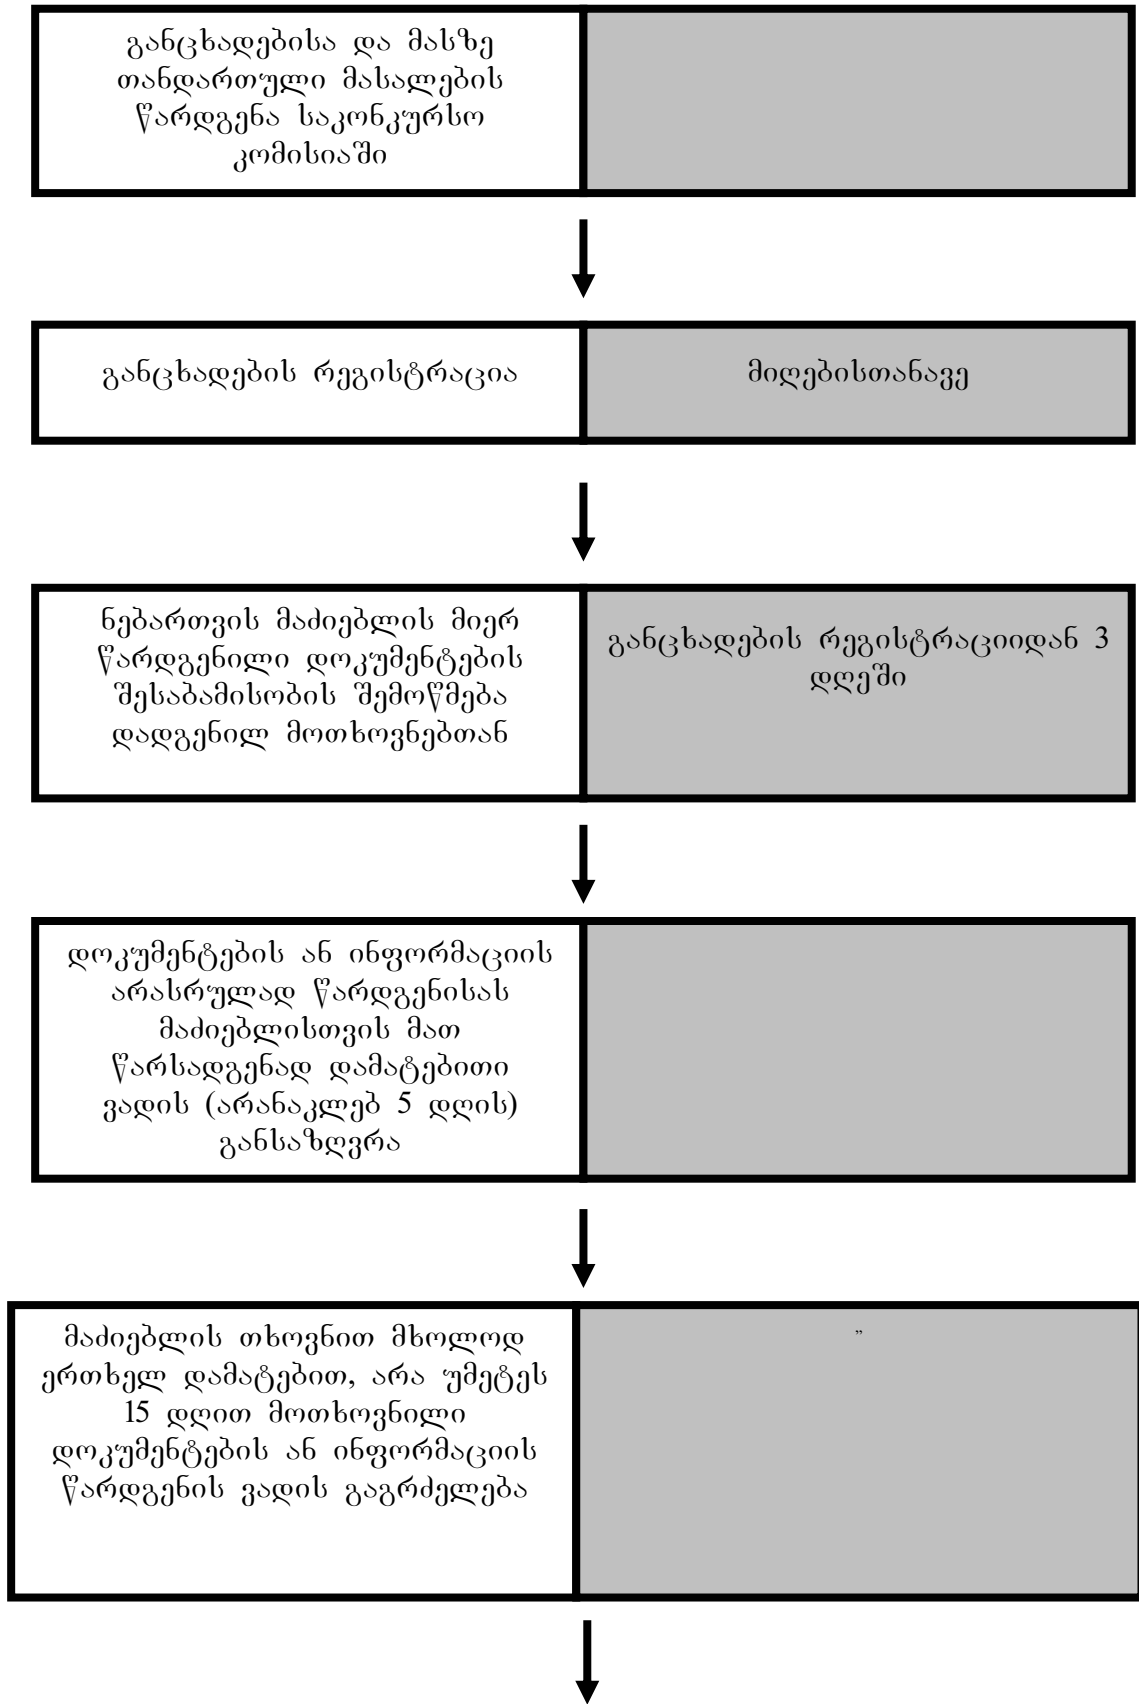 განცხადებისა და მასზე
თანდართული მასალების
წარდგენა საკონკურსო
კომისიაში
განცხადების რეგისტრაცია
მიღებისთანავე
ნებართვის მაძიებლის მიერ
წარდგენილი დოკუმენტების
შესაბამისობის შემოწმება
დადგენილ მოთხოვნებთან
განცხადების რეგისტრაციიდან 3
დღეში
დოკუმენტების ან ინფორმაციის
არასრულად წარდგენისას
მაძიებლისთვის მათ
წარსადგენად დამატებითი
ვადის (არანაკლებ 5 დღის)
განსაზღვრა
მაძიებლის თხოვნით მხოლოდ
ერთხელ დამატებით, არა უმეტეს
15 დღით მოთხოვნილი
დოკუმენტების ან ინფორმაციის
წარდგენის ვადის გაგრძელება
”